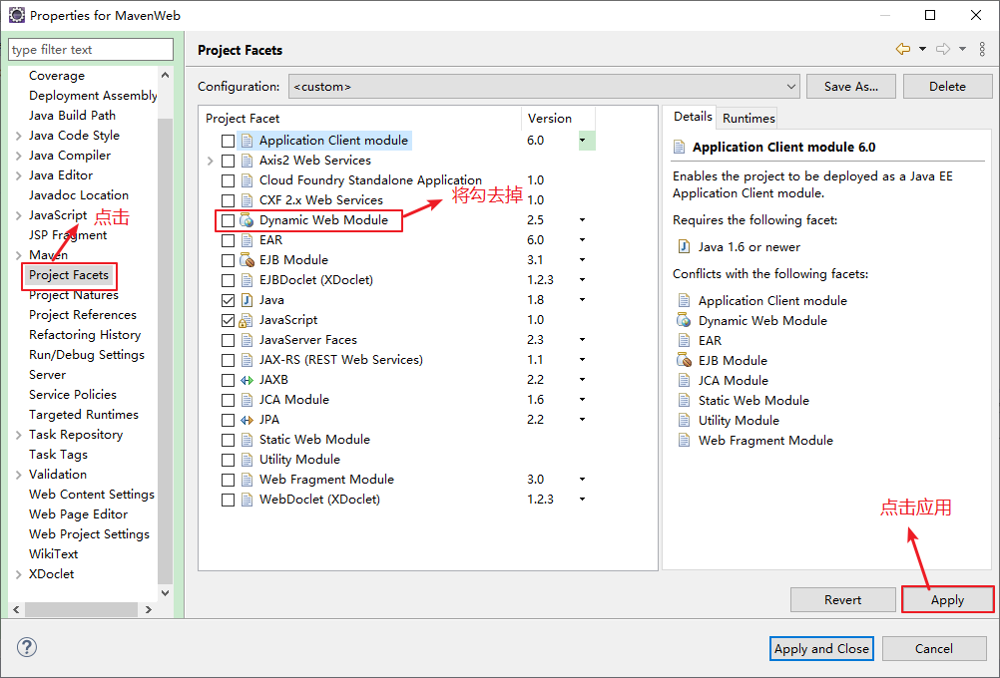 Properties for MavenWeb
type filter text
Coverage
Deployment Assembly
Java Build Path
Java Code Style
Java Compiler
Java Editor
Javadoc Location
JavaScript
点击
JSP Fragment
Maven
Project Facets
Project Natures
Project References
Refactoring History
Run/Debug Settings
Server
Service Policies
Targeted Runtimes
Task Repository
Task Tags
Validation
Web Content Settings
Web Page Editor
Web Project Settings
WikiText
XDoclet
Project Facets
Configuration: <custom> Save As... Delete
Project Facet Version
Application Client module 6.0
Axis2 Web Services
Cloud Foundry Standalone Application 1.0
CXF 2.x Web Services 1.0
将勾去掉
Dynamic Web Module 2.5
EAR 6.0
EJB Module 3.1
EJBDoclet (XDoclet) 1.2.3
Java 1.8
JavaScript 1.0
JavaServer Faces 2.3
JAX-RS (REST Web Services) 1.1
JAXB 2.2
JCA Module 1.6
JPA 2.2
Static Web Module
Utility Module
Web Fragment Module 3.0
WebDoclet (XDoclet) 1.2.3
Details Runtimes
Application Client module 6.0
Enables the project to be deployed as a Java EE
Application Client module.
Requires the following facet:
Java 1.6 or newer
Conflicts with the following facets:
Application Client module
Dynamic Web Module
EAR
EJB Module
JCA Module
Static Web Module
Utility Module
Web Fragment Module
点击应用
Revert Apply
? Apply and Close Cancel